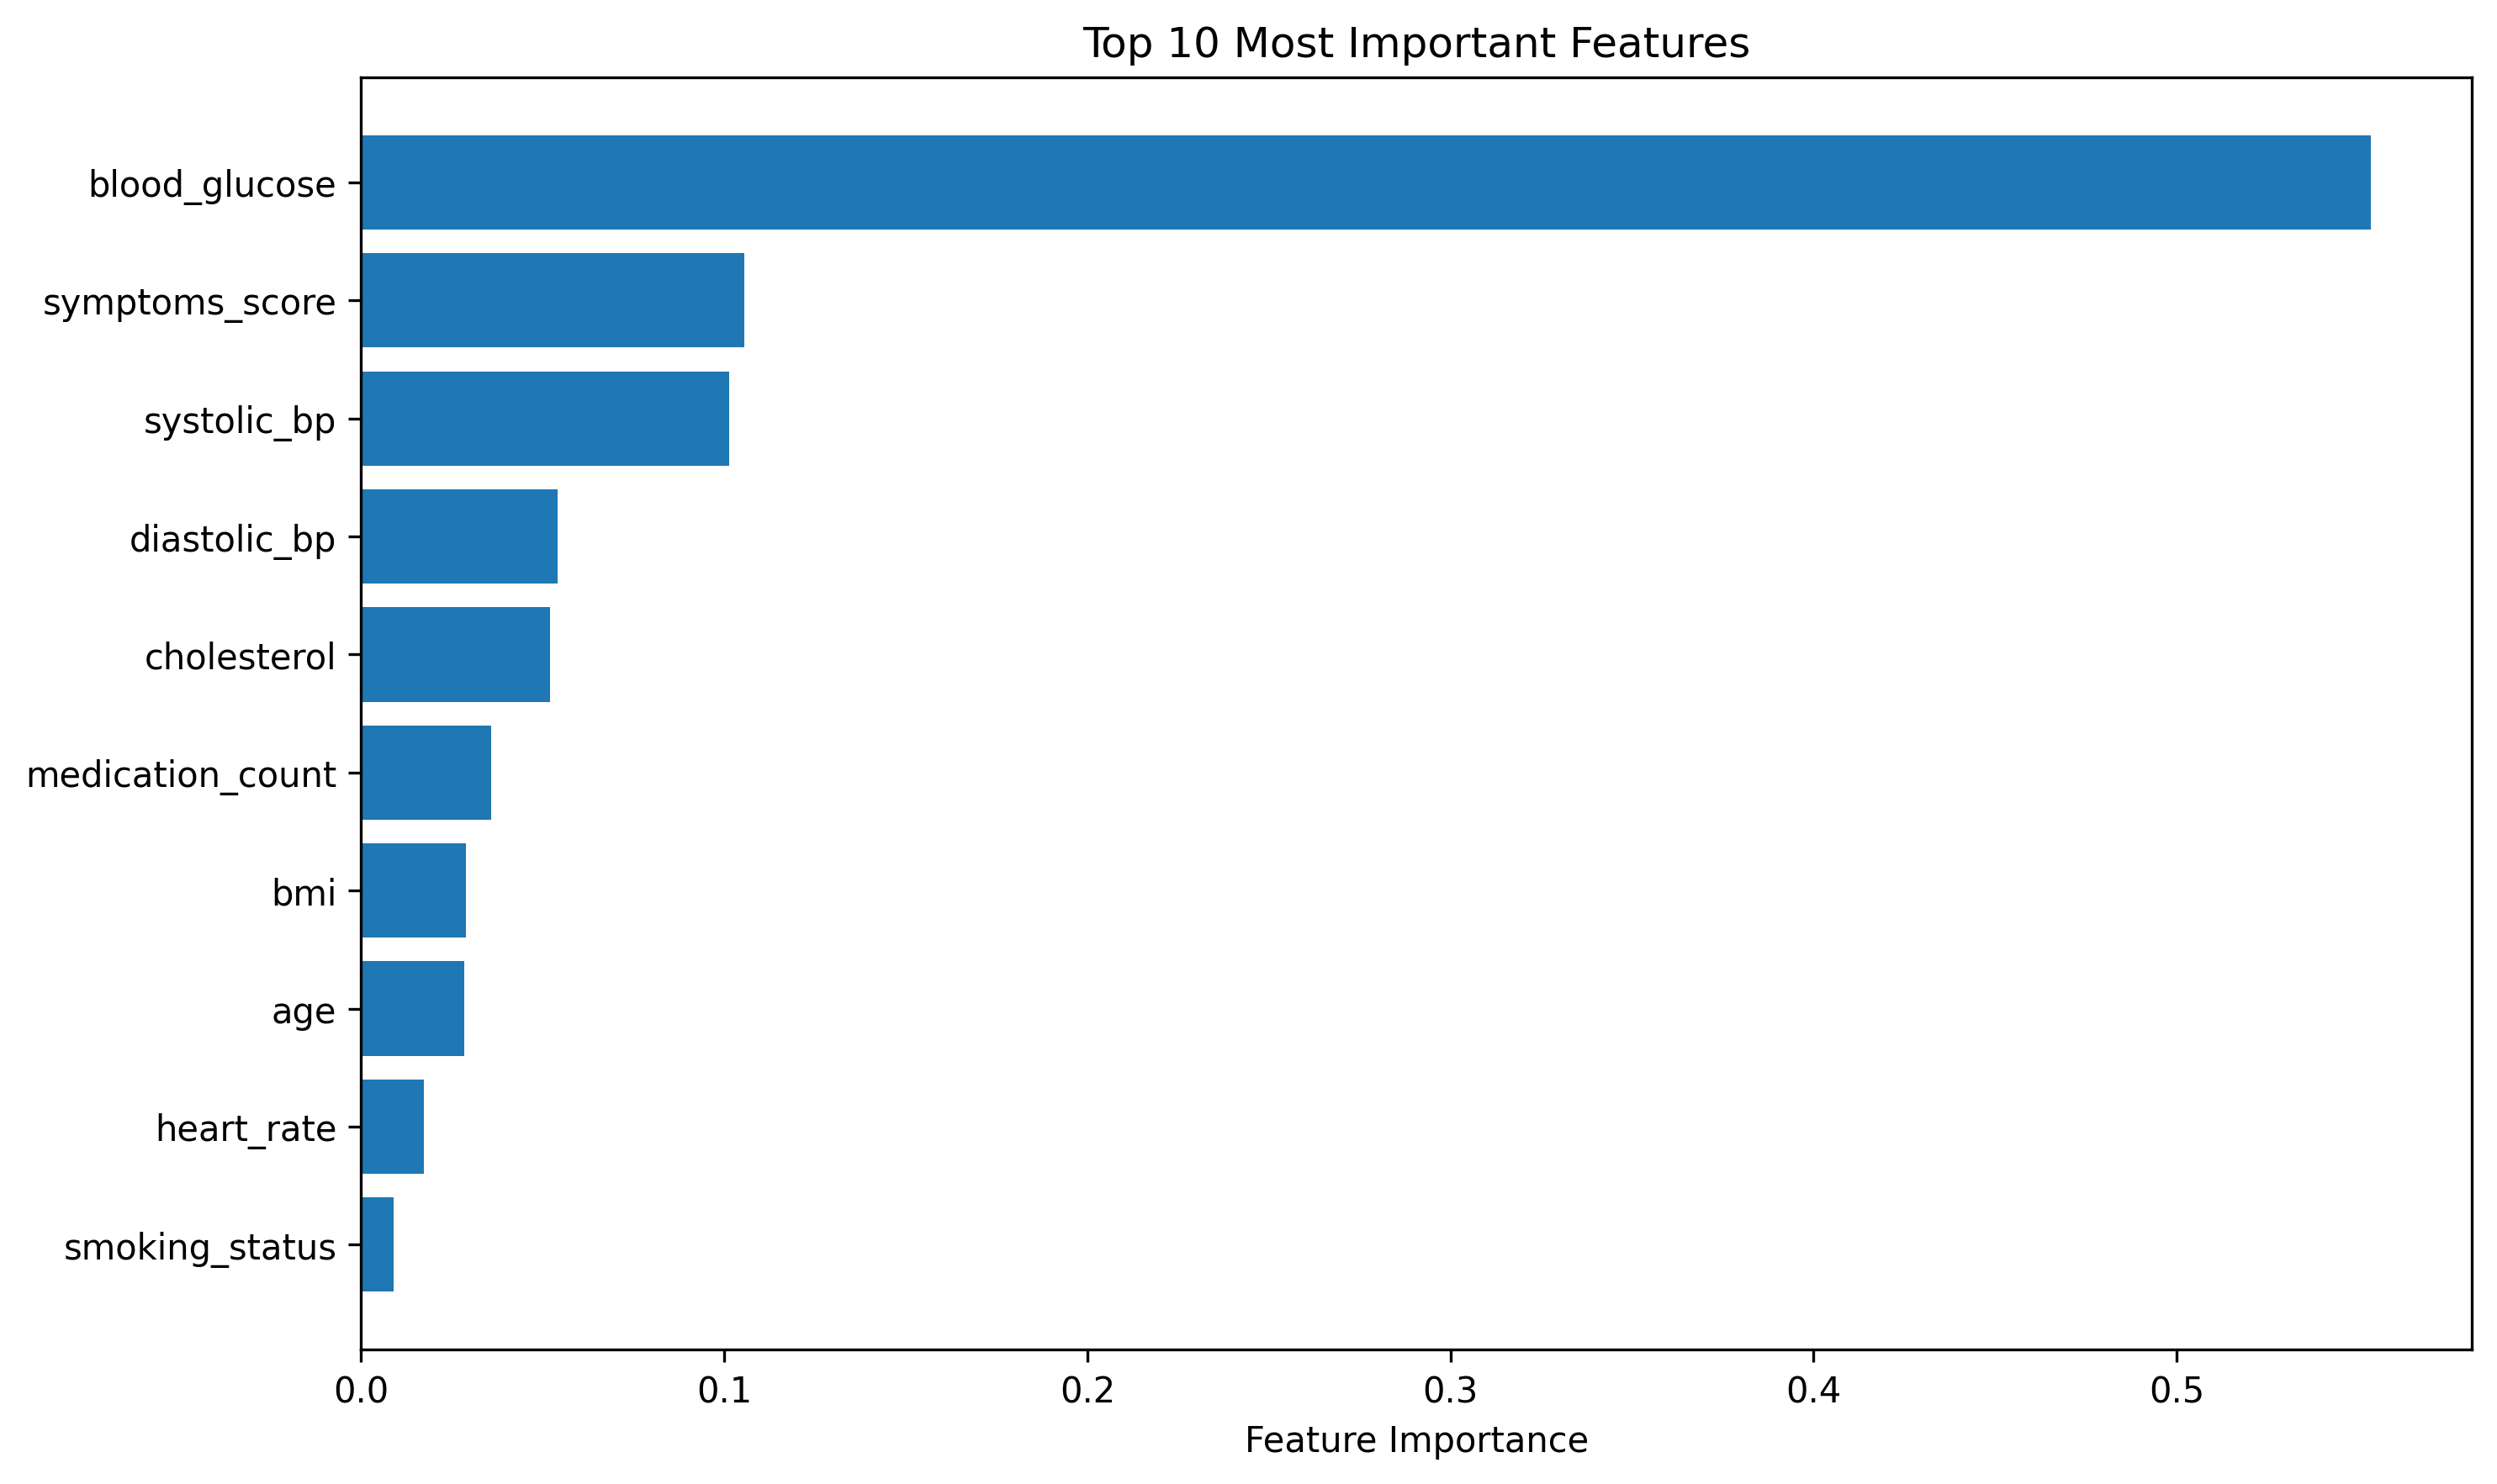 Top 10 Most Important Features
blood_glucose
symptoms_score
systolic_bp
diastolic_bp
cholesterol
medication_count
bmi
age
heart_rate
smoking_status
0.0 0.1 0.2 0.3 0.4 0.5
Feature Importance